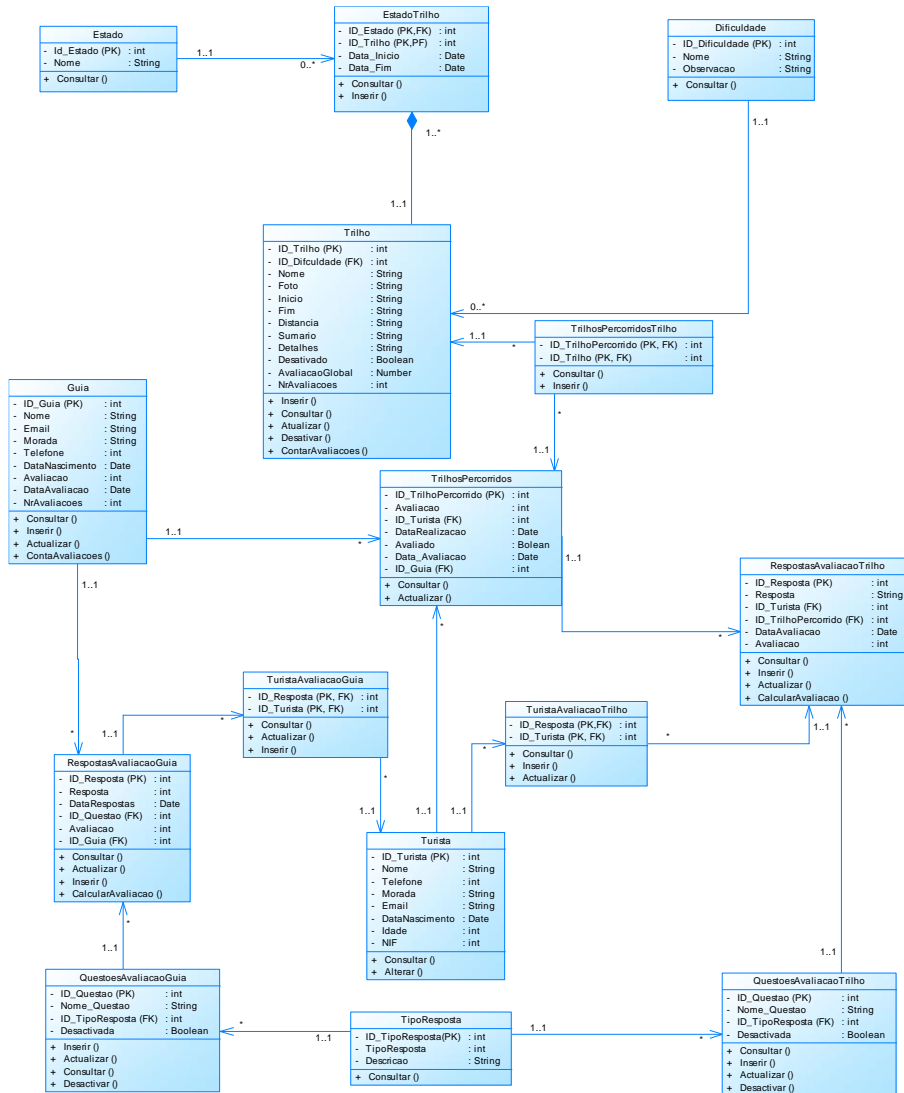 Estado
- Id_Estado (PK) : int
- Nome : String
+ Consultar ()
1..1
0..*
EstadoTrilho
- ID_Estado (PK,FK) : int
- ID_Trilho (PK,PF) : int
- Data_Inicio : Date
- Data_Fim : Date
+ Consultar ()
+ Inserir ()
Dificuldade
- ID_Dificuldade (PK) : int
- Nome : String
- Observacao : String
+ Consultar ()
1..*
1..1
1..1
0..*
Trilho
- ID_Trilho (PK) : int
- ID_Difculdade (FK) : int
- Nome : String
- Foto : String
- Inicio : String
- Fim : String
- Distancia : String
- Sumario : String
- Detalhes : String
- Desativado : Boolean
- AvaliacaoGlobal : Number
- NrAvaliacoes : int
+ Inserir ()
+ Consultar ()
+ Atualizar ()
+ Desativar ()
+ ContarAvaliacoes ()
1..1
*
TrilhosPercorridosTrilho
- ID_TrilhoPercorrido (PK, FK) : int
- ID_Trilho (PK, FK) : int
+ Consultar ()
+ Inserir ()
*
1..1
Guia
- ID_Guia (PK) : int
- Nome : String
- Email : String
- Morada : String
- Telefone : int
- DataNascimento : Date
- Avaliacao : int
- DataAvaliacao : Date
- NrAvaliacoes : int
+ Consultar ()
+ Inserir ()
+ Actualizar ()
+ ContaAvaliacoes ()
1..1
*
1..1
*
TrilhosPercorridos
- ID_TrilhoPercorrido (PK) : int
- Avaliacao : int
- ID_Turista (FK) : int
- DataRealizacao : Date
- Avaliado : Bolean
- Data_Avaliacao : Date
- ID_Guia (FK) : int
+ Consultar ()
+ Actualizar ()
1..1
*
*
1..1
RespostasAvaliacaoTrilho
- ID_Resposta (PK) : int
- Resposta : String
- ID_Turista (FK) : int
- ID_TrilhoPercorrido (FK) : int
- DataAvaliacao : Date
- Avaliacao : int
+ Consultar ()
+ Inserir ()
+ Actualizar ()
+ CalcularAvaliacao ()
TuristaAvaliacaoGuia
- ID_Resposta (PK, FK) : int
- ID_Turista (PK, FK) : int
+ Consultar ()
+ Actualizar ()
+ Inserir ()
1..1
*
*
1..1
TuristaAvaliacaoTrilho
- ID_Resposta (PK,FK) : int
- ID_Turista (PK, FK) : int
+ Consultar ()
+ Inserir ()
+ Actualizar ()
*
1..1
*
1..1
RespostasAvaliacaoGuia
- ID_Resposta (PK) : int
- Resposta : int
- DataRespostas : Date
- ID_Questao (FK) : int
- Avaliacao : int
- ID_Guia (FK) : int
+ Consultar ()
+ Actualizar ()
+ Inserir ()
+ CalcularAvaliacao ()
*
1..1
Turista
- ID_Turista (PK) : int
- Nome : String
- Telefone : int
- Morada : String
- Email : String
- DataNascimento : Date
- Idade : int
- NIF : int
+ Consultar ()
+ Alterar ()
*
1..1
QuestoesAvaliacaoGuia
- ID_Questao (PK) : int
- Nome_Questao : String
- ID_TipoResposta (FK) : int
- Desactivada : Boolean
+ Inserir ()
+ Actualizar ()
+ Consultar ()
+ Desactivar ()
*
1..1
TipoResposta
- ID_TipoResposta(PK) : int
- TipoResposta : int
- Descricao : String
+ Consultar ()
1..1
*
QuestoesAvaliacaoTrilho
- ID_Questao (PK) : int
- Nome_Questao : String
- ID_TipoResposta (FK) : int
- Desactivada : Boolean
+ Consultar ()
+ Inserir ()
+ Actualizar ()
+ Desactivar ()